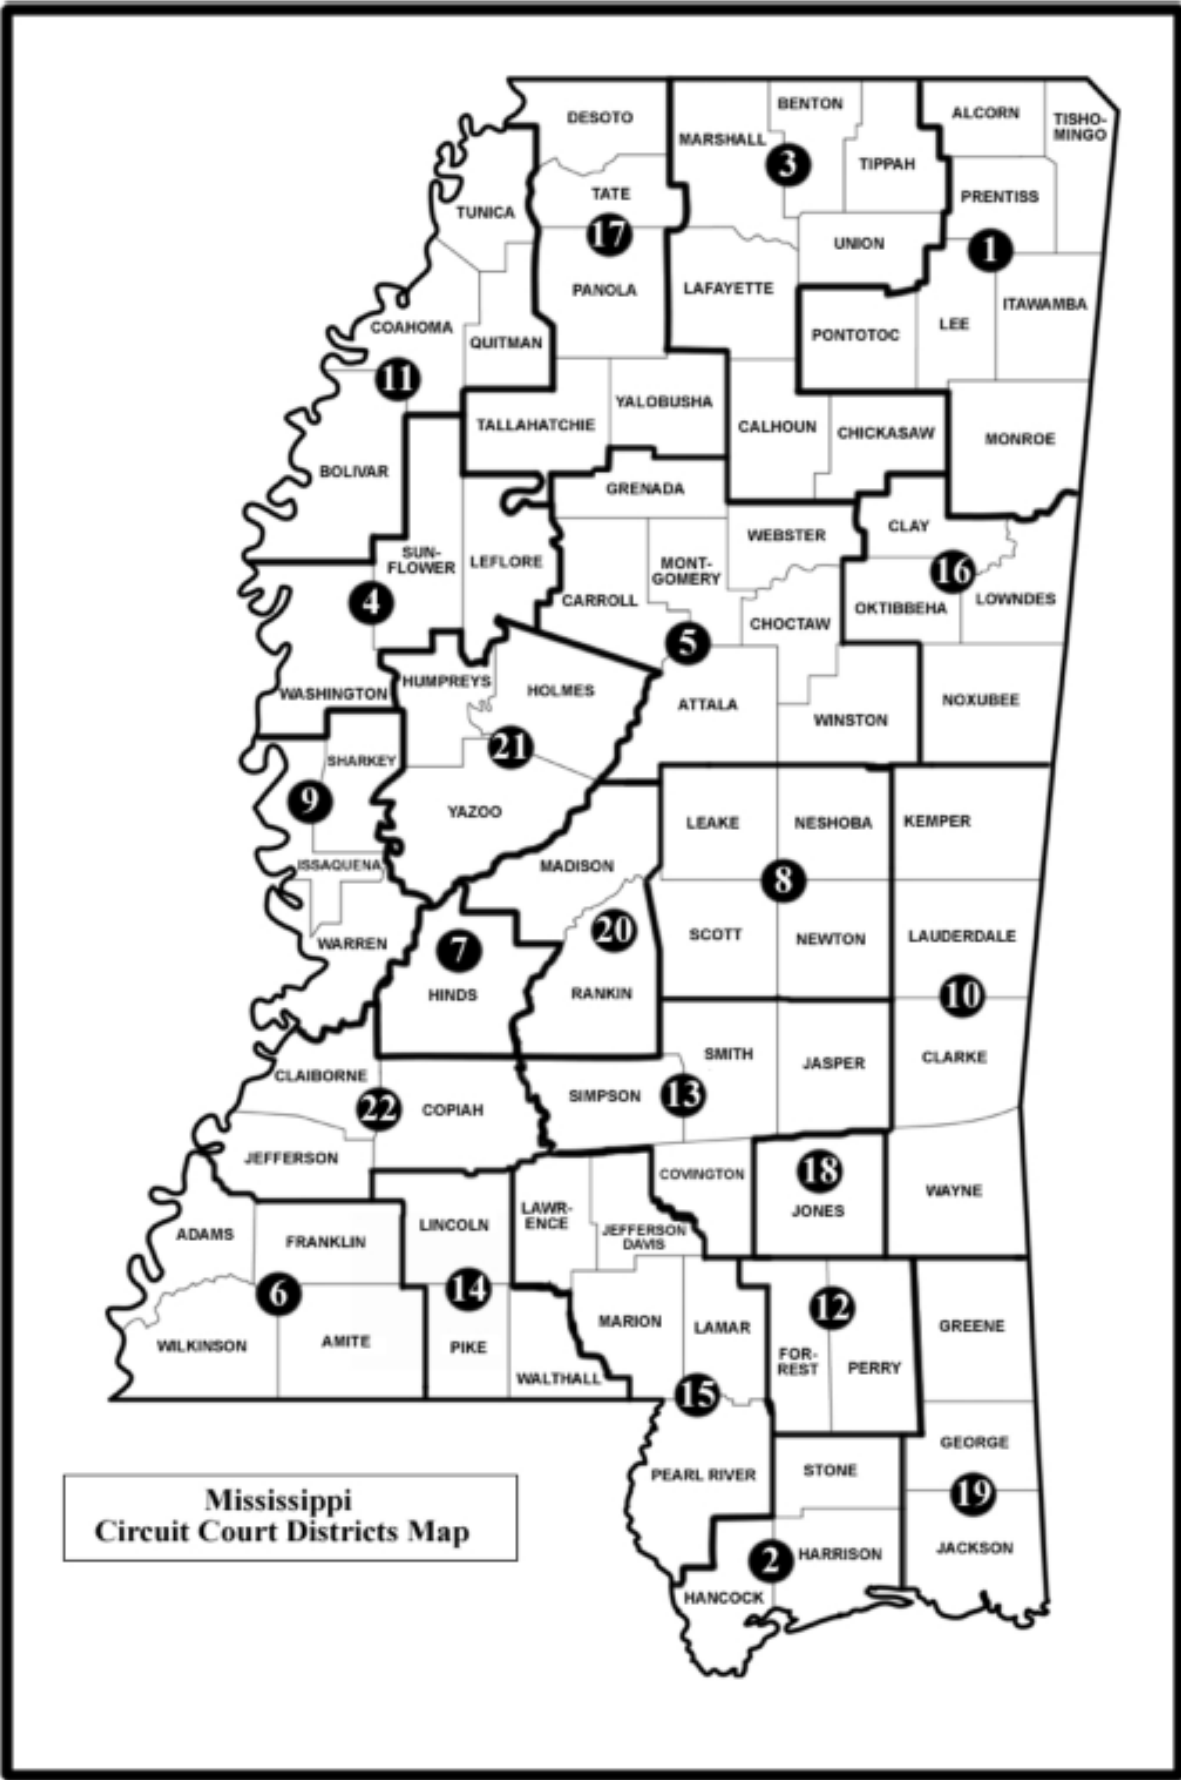 DESOTO
BENTON
ALCORN
TISHO-
MINGO
MARSHALL
3
TIPPAH
TATE
PRENTISS
TUNICA
17
UNION
1
PANOLA
LAFAYETTE
ITAWAMBA
COAHOMA
QUITMAN
PONTOTOC
LEE
11
YALOBUSHA
TALLAHATCHIE
CALHOUN
CHICKASAW
MONROE
BOLIVAR
GRENADA
CLAY
WEBSTER
SUN-
FLOWER
LEFLORE
MONT-
GOMERY
16
4
CARROLL
OKTIBBEHA
LOWNDES
CHOCTAW
5
HUMPHREYS
WASHINGTON
HOLMES
ATTALA
WINSTON
NOXUBEE
21
SHARKEY
9
YAZOO
LEAKE
NESHOBA
KEMPER
ISSAQUENA
MADISON
8
WARREN
7
20
SCOTT
NEWTON
LAUDERDALE
HINDS
RANKIN
10
SMITH
JASPER
CLARKE
CLAIBORNE
22
COPIAH
SIMPSON
13
JEFFERSON
COVINGTON
18
JONES
WAYNE
ADAMS
FRANKLIN
LINCOLN
LAWR-
ENCE
JEFFERSON
DAVIS
6
14
12
WILKINSON
AMITE
PIKE
MARION
LAMAR
GREENE
FOR-
REST
PERRY
WALTHALL
15
GEORGE
PEARL RIVER
STONE
19
2
HARRISON
JACKSON
HANCOCK
Mississippi
Circuit Court Districts Map